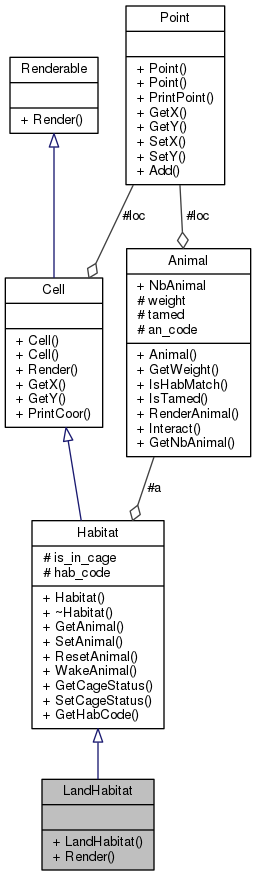 Point
+ Point()
+ Point()
+ PrintPoint()
+ GetX()
+ GetY()
+ SetX()
+ SetY()
+ Add()
Renderable
+ Render()
#loc
#loc
Cell
+ Cell()
+ Cell()
+ Render()
+ GetX()
+ GetY()
+ PrintCoor()
Animal
+ NbAnimal
# weight
# tamed
# an_code
+ Animal()
+ GetWeight()
+ IsHabMatch()
+ IsTamed()
+ RenderAnimal()
+ Interact()
+ GetNbAnimal()
#a
Habitat
# is_in_cage
# hab_code
+ Habitat()
+ ~Habitat()
+ GetAnimal()
+ SetAnimal()
+ ResetAnimal()
+ WakeAnimal()
+ GetCageStatus()
+ SetCageStatus()
+ GetHabCode()
LandHabitat
+ LandHabitat()
+ Render()